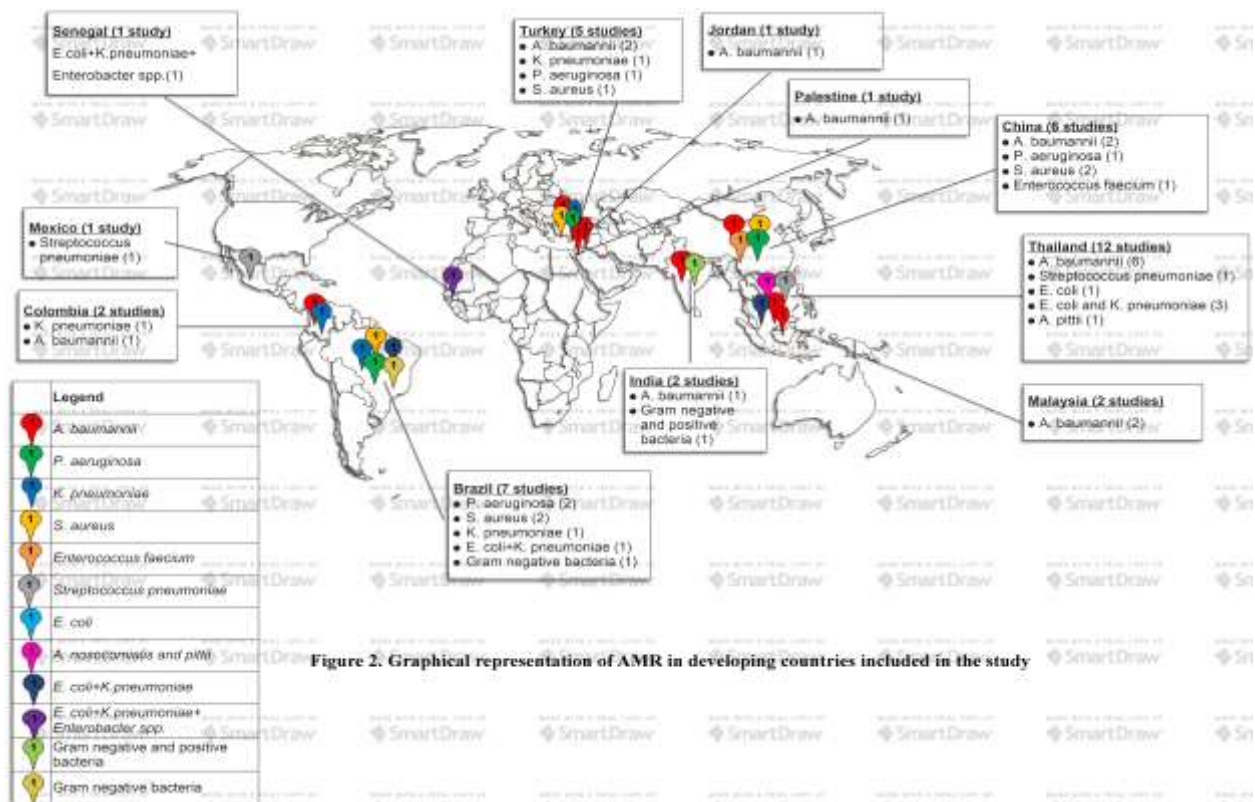 Senegal (1 study)
E.coli+K.pneumoniae+
Enterobacter spp.(1)
Turkey (5 studies)
• A. baumannii (2)
• K. pneumoniae (1)
• P. aeruginosa (1)
• S. aureus (1)
Jordan (1 study)
• A. baumannii (1)
Palestine (1 study)
• A. baumannii (1)
China (6 studies)
• A. baumannii (2)
• P. aeruginosa (1)
• S. aureus (2)
• Enterococcus faecium (1)
Mexico (1 study)
• Streptococcus
pneumoniae (1)
Thailand (12 studies)
• A. baumannii (6)
• Streptococcus pneumoniae (1)
• E. coli (1)
• E. coli and K. pneumoniae (3)
• A. pittii (1)
Colombia (2 studies)
• K. pneumoniae (1)
• A. baumannii (1)
India (2 studies)
• A. baumannii (1)
• Gram negative
and positive
bacteria (1)
Malaysia (2 studies)
• A. baumannii (2)
Brazil (7 studies)
• P. aeruginosa (2)
• S. aureus (2)
• K. pneumoniae (1)
• E. coli+K. pneumoniae (1)
• Gram negative bacteria (1)
Legend
A. baumannii
P. aeruginosa
K. pneumoniae
S. aureus
Enterococcus faecium
Streptococcus pneumoniae
E. coli
A. nosocomialis and pittii
E. coli+K.pneumoniae
E. coli+K.pneumoniae+
Enterobacter spp.
Gram negative and positive
bacteria
Gram negative bacteria
Figure 2. Graphical representation of AMR in developing countries included in the study
SmartDraw